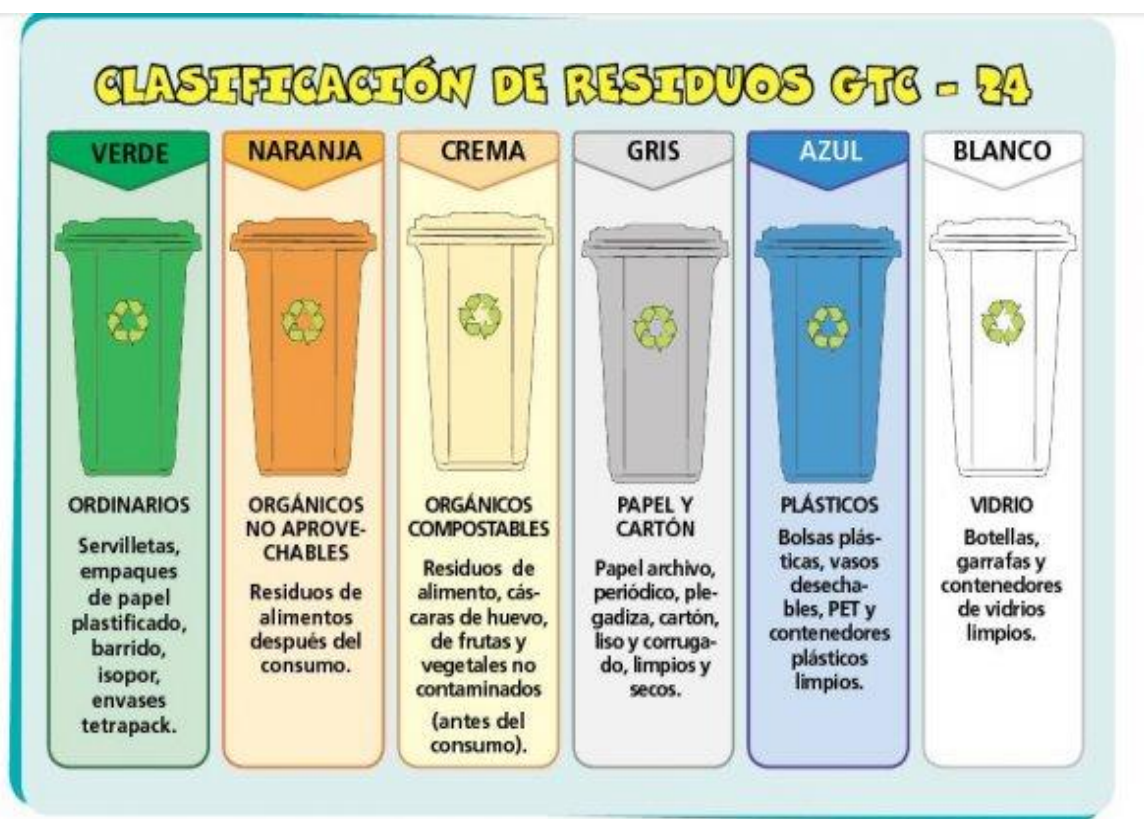 CLASIFICACIÓN DE RESIDUOS GTC - 24
VERDE
ORDINARIOS
Servilletas,
empaques
de papel
plastificado,
barrido,
isopor,
envases
tetrapack.
NARANJA
ORGÁNICOS
NO APROVE-
CHABLES
Residuos de
alimentos
después del
consumo.
CREMA
ORGÁNICOS
COMPOSTABLES
Residuos de
alimento, cás-
caras de huevo,
de frutas y
vegetales no
contaminados
(antes del
consumo).
GRIS
PAPEL Y
CARTÓN
Papel archivo,
periódico, ple-
gadiza, cartón,
liso y corruga-
do, limpios y
secos.
AZUL
PLÁSTICOS
Bolsas plás-
ticas, vasos
desecha-
bles, PET y
contenedores
plásticos
limpios.
BLANCO
VIDRIO
Botellas,
garrafas y
contenedores
de vidrios
limpios.